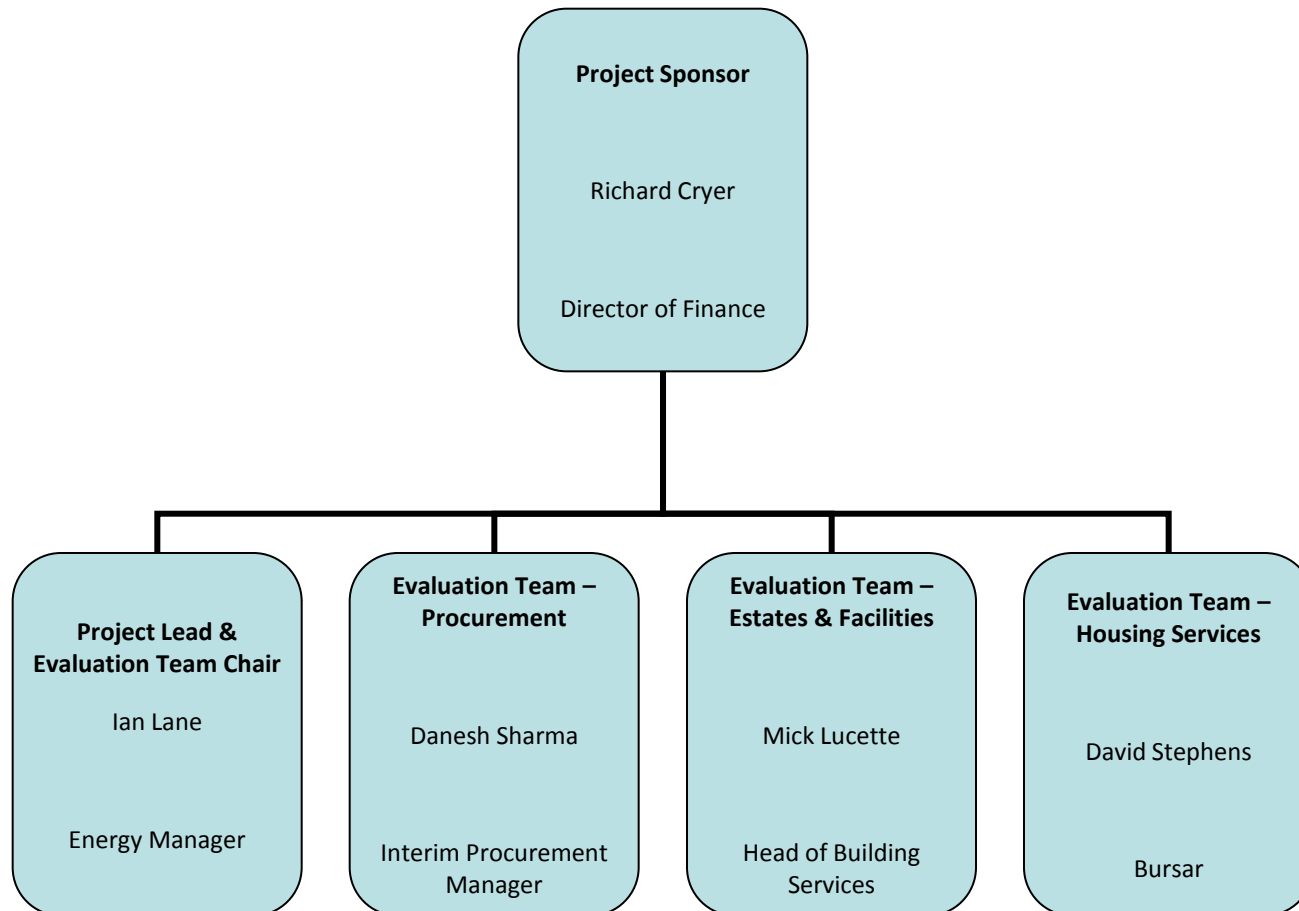 Project Sponsor
Richard Cryer
Director of Finance
Project Lead &
Evaluation Team Chair
Ian Lane
Energy Manager
Evaluation Team –
Procurement
Danesh Sharma
Interim Procurement
Manager
Evaluation Team –
Estates & Facilities
Mick Lucette
Head of Building
Services
Evaluation Team –
Housing Services
David Stephens
Bursar